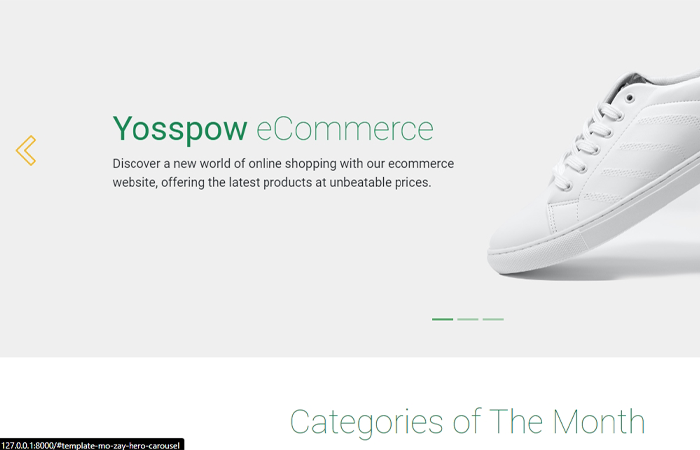 Yosspow eCommerce
Discover a new world of online shopping with our ecommerce
website, offering the latest products at unbeatable prices.
Categories of The Month
127.0.0.1:8000/#template-mo-zay-hero-carousel